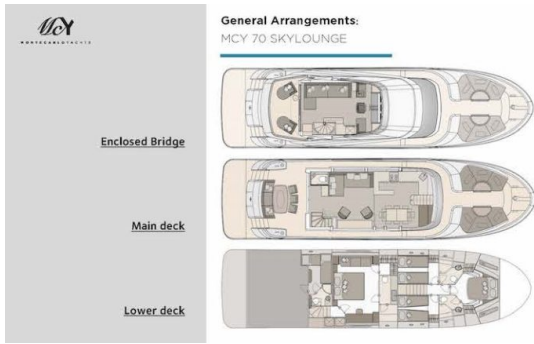 MCY
MONTECARLOYACHTS
General Arrangements:
MCY 70 SKYLOUNGE
Enclosed Bridge
Main deck
Lower deck